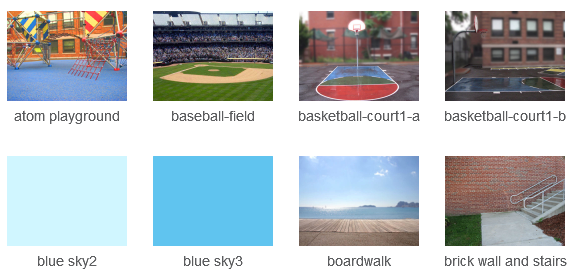 atom playground
baseball-field
basketball-court1-a
basketball-court1-b
blue sky2
blue sky3
boardwalk
brick wall and stairs